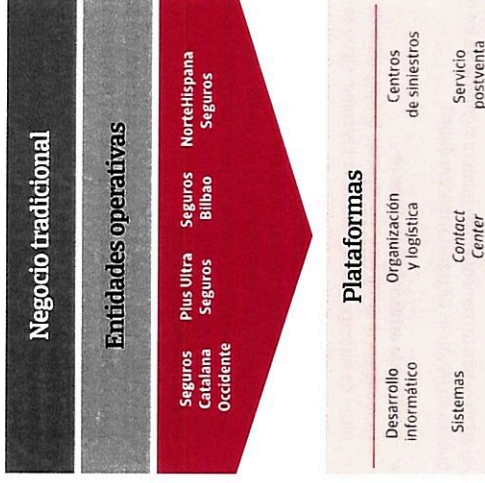 Negocio tradicional
Entidades operativas
Seguros
Catalana
Occidente
Plus Ultra
Seguros
Seguros
Bilbao
NorteHispana
Seguros
Plataformas
Desarrollo
informático
Organización
y logística
Centros
de siniestros
Sistemas
Contact
Center
Servicio
postventa